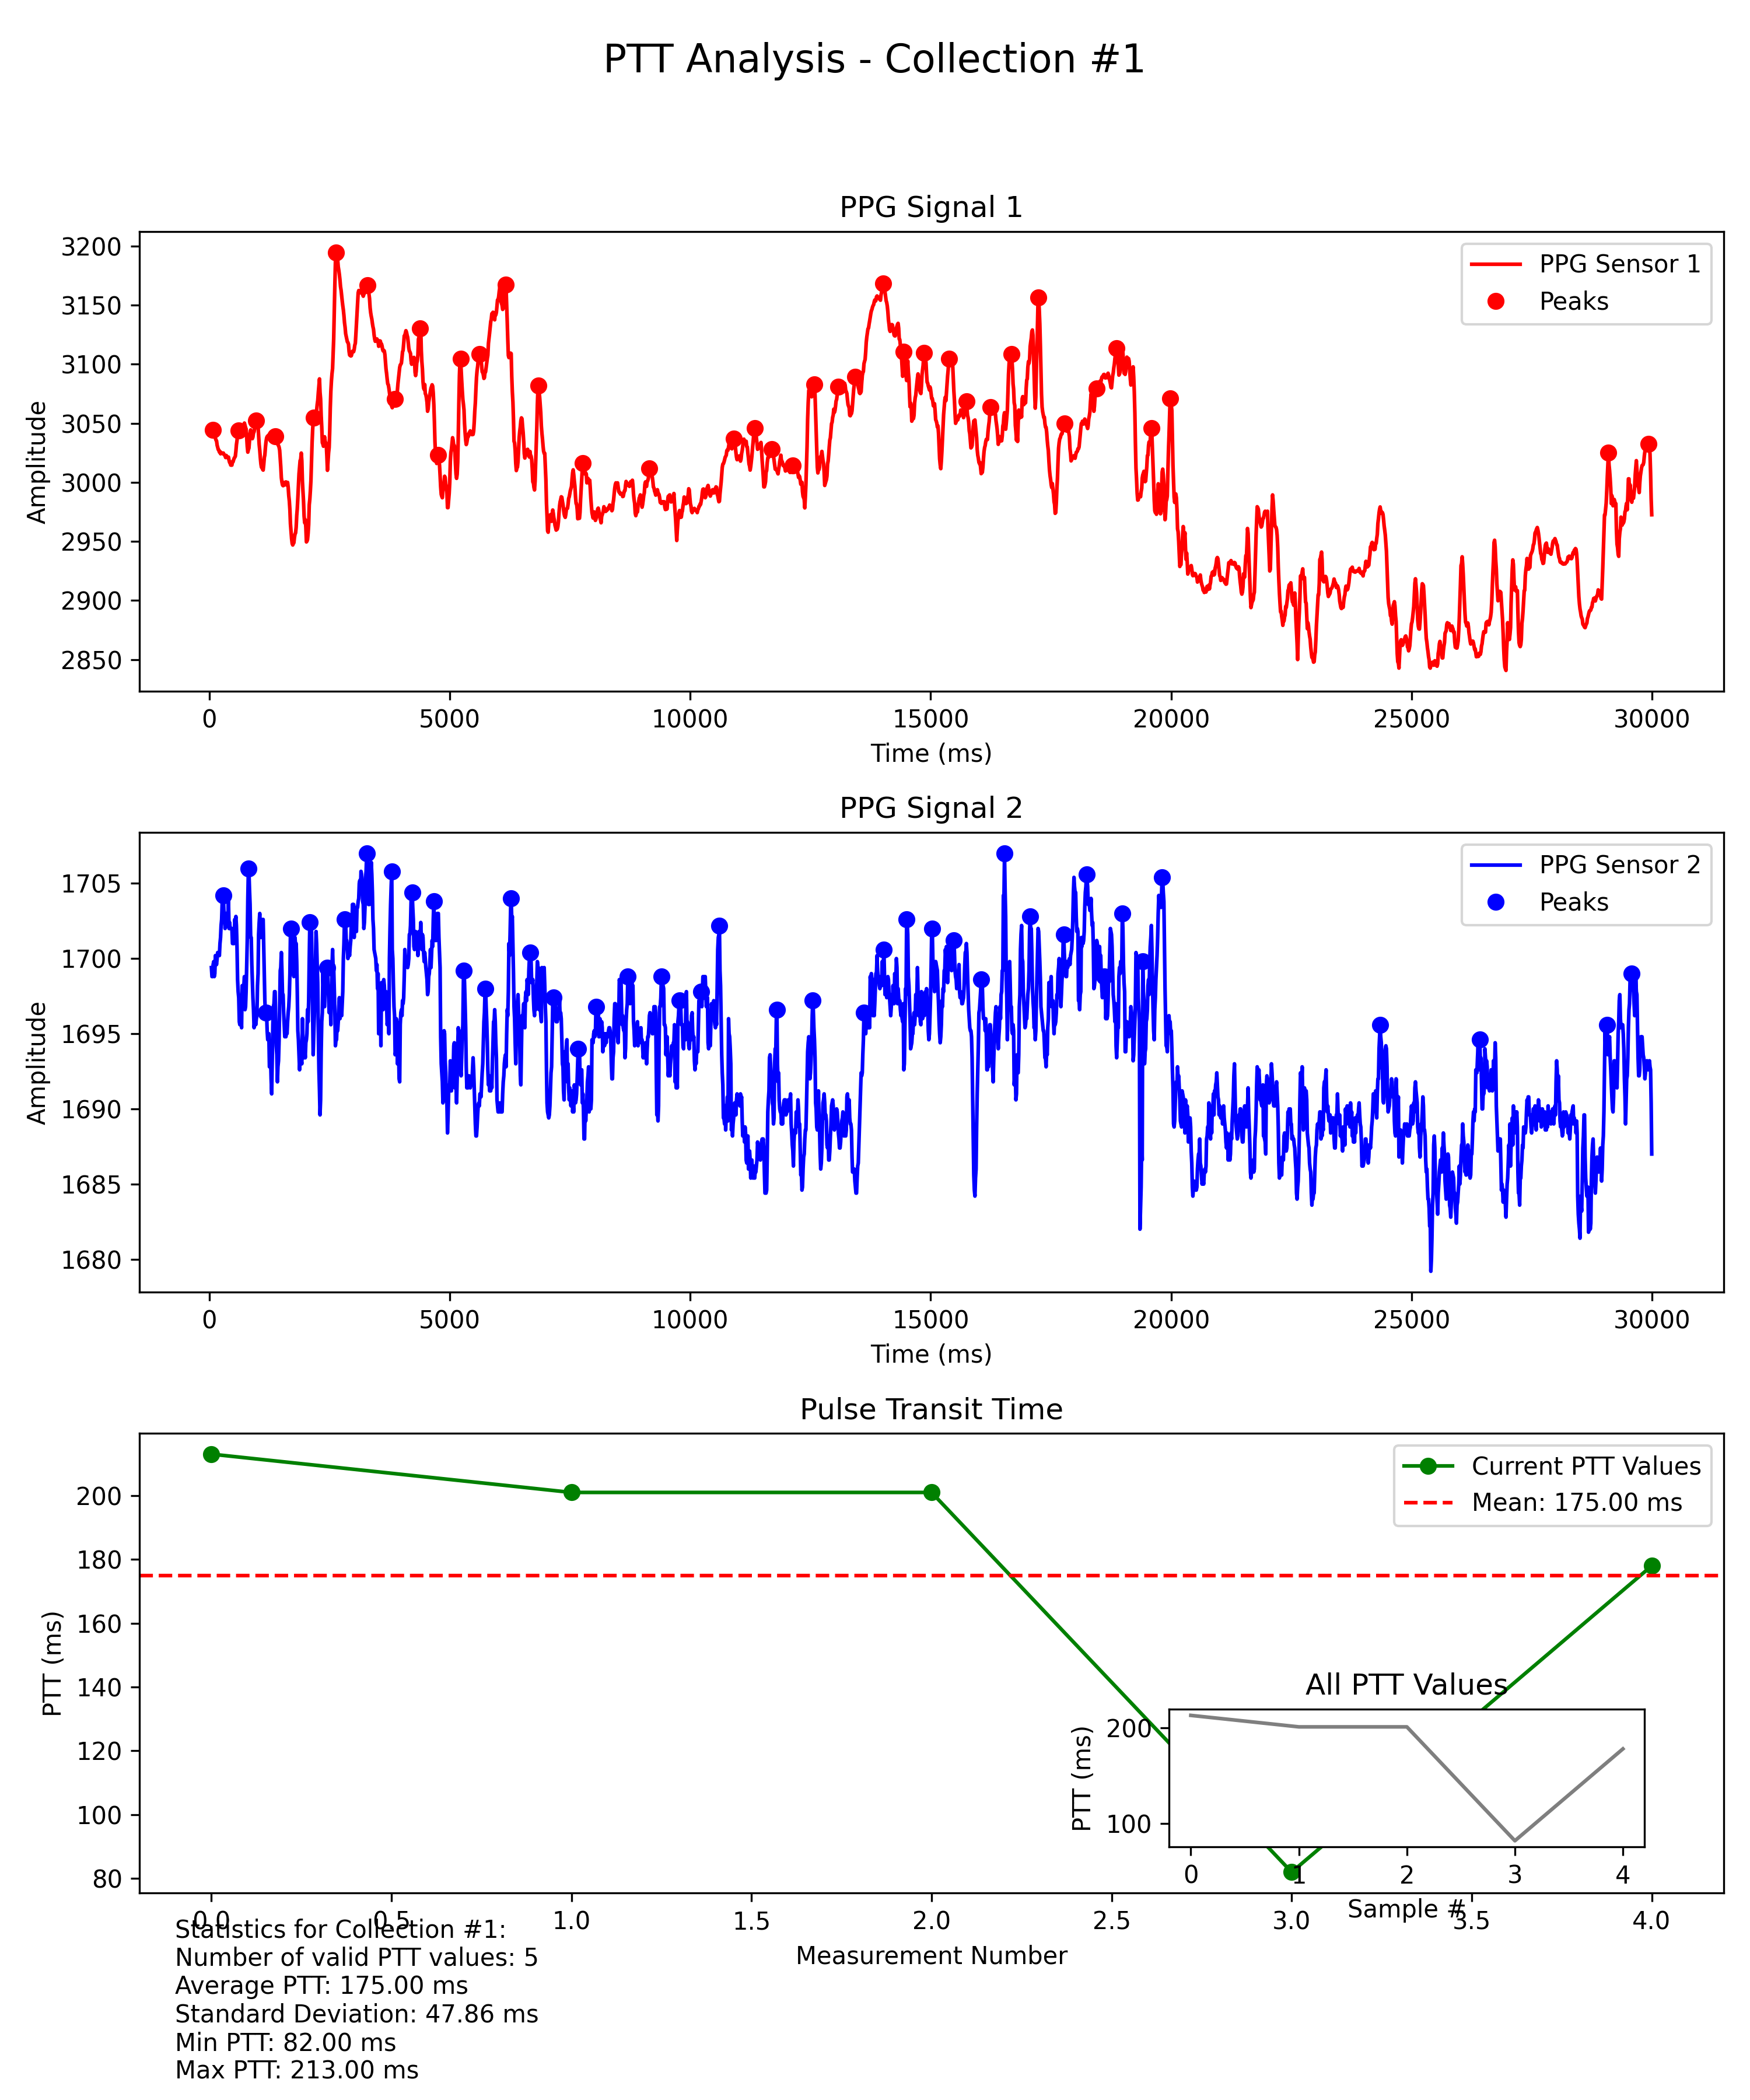 PTT Analysis - Collection #1
PPG Signal 1
3200
3150
3100
3050
3000
2950
2900
2850
Amplitude
PPG Sensor 1
Peaks
0 5000 10000 15000 20000 25000 30000
Time (ms)
PPG Signal 2
1705
1700
1695
1690
1685
1680
Amplitude
PPG Sensor 2
Peaks
0 5000 10000 15000 20000 25000 30000
Time (ms)
Pulse Transit Time
200
180
160
140
120
100
80
PTT (ms)
Current PTT Values
Mean: 175.00 ms
All PTT Values
200
100
PTT (ms)
0 1 2 3 4
Sample #
0.0 0.5 1.0 1.5 2.0 2.5 3.0 3.5 4.0
Measurement Number
Statistics for Collection #1:
Number of valid PTT values: 5
Average PTT: 175.00 ms
Standard Deviation: 47.86 ms
Min PTT: 82.00 ms
Max PTT: 213.00 ms